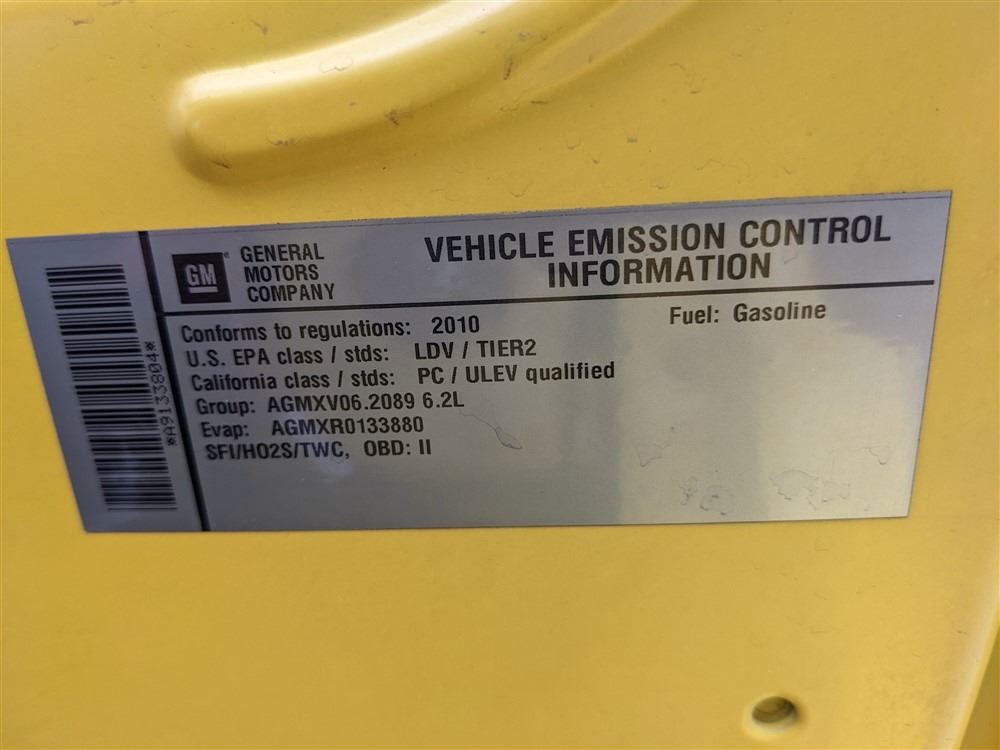 *A9133804*
GM
GENERAL
MOTORS
COMPANY
VEHICLE EMISSION CONTROL
INFORMATION
Conforms to regulations: 2010
Fuel: Gasoline
U.S. EPA class / stds: LDV / TIER2
California class / stds: PC / ULEV qualified
Group: AGMXV06.2089 6.2L
Evap: AGMXR0133880
SFI/HO2S/TWC, OBD: II